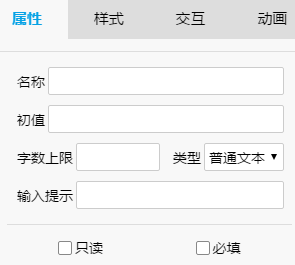 属性 样式 交互 动画
名称
初值
字数上限 类型 普通文本
输入提示
只读 必填